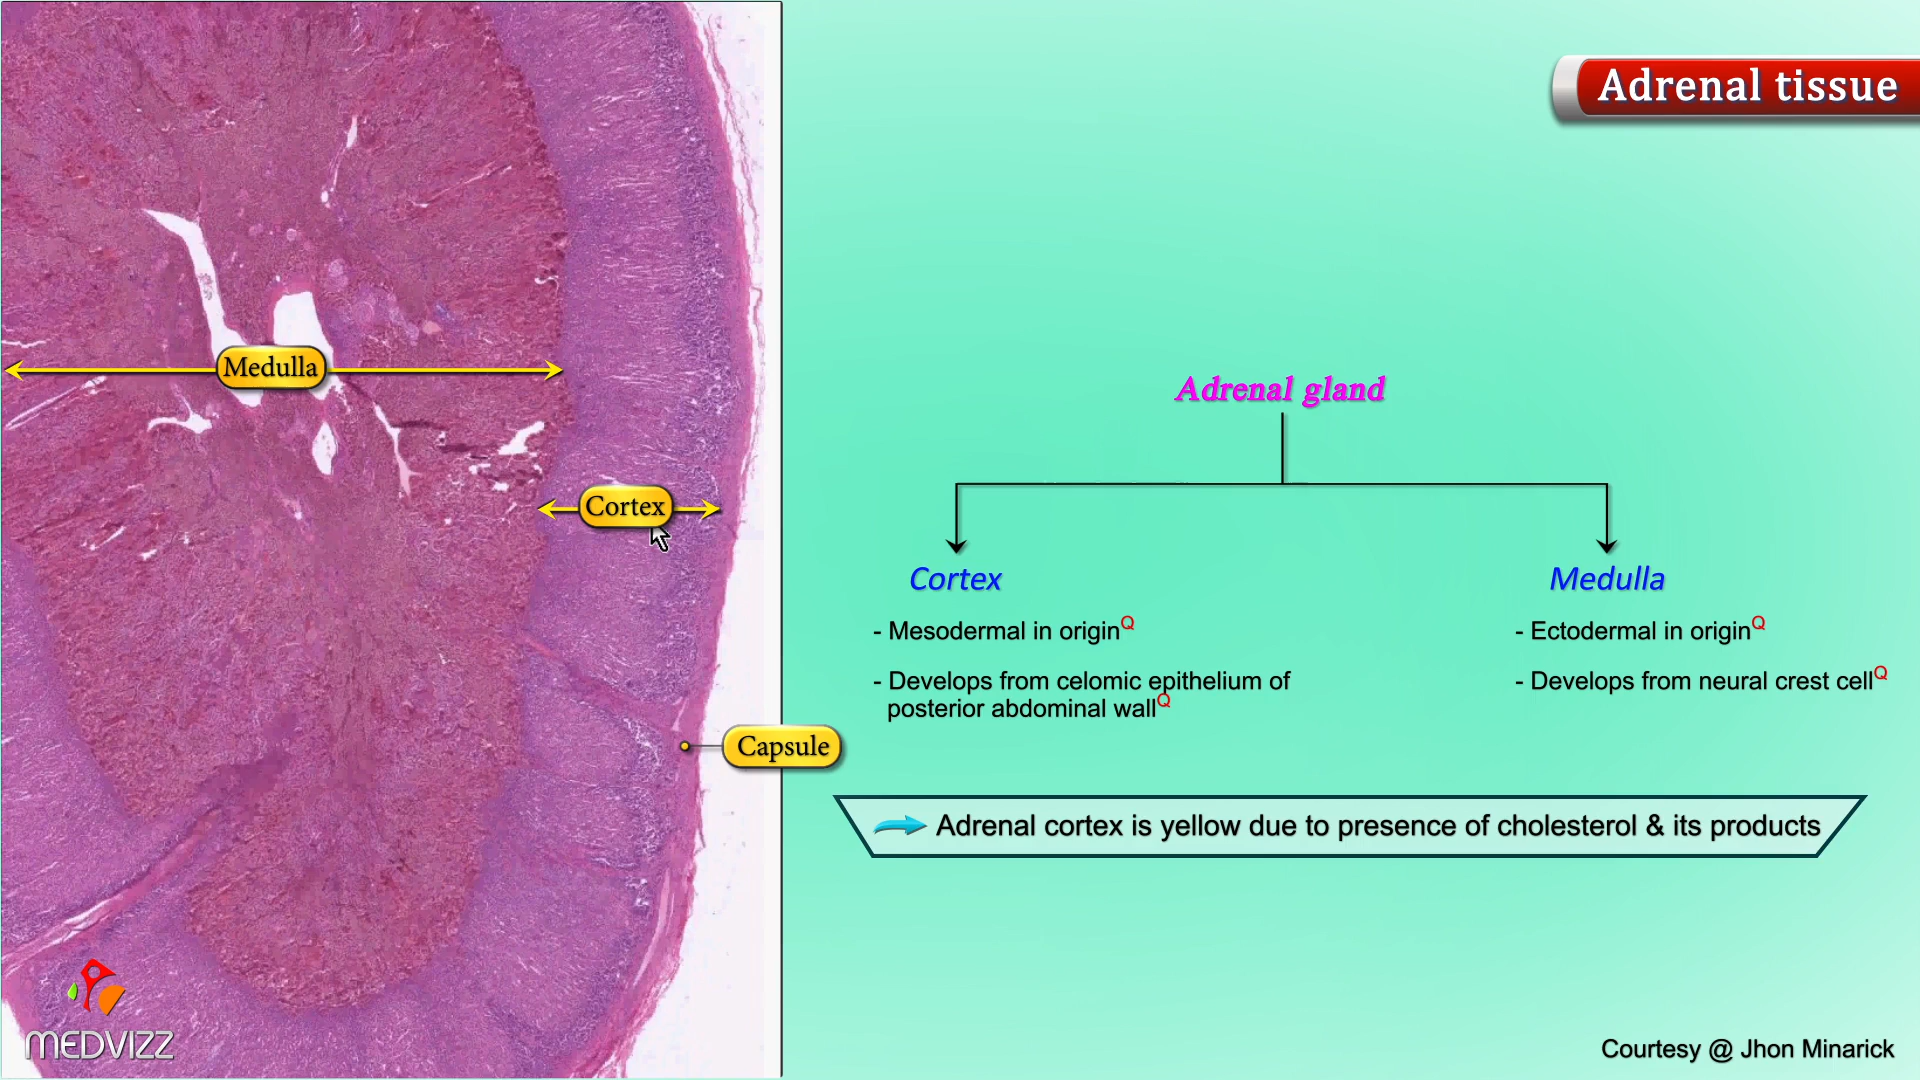 Adrenal tissue
Medulla
Cortex
Capsule
Adrenal gland
Cortex
- Mesodermal in originQ
- Develops from celomic epithelium of
posterior abdominal wallQ
Medulla
- Ectodermal in originQ
- Develops from neural crest cellQ
Adrenal cortex is yellow due to presence of cholesterol & its products
MEDVIZZ
Courtesy @ Jhon Minarick